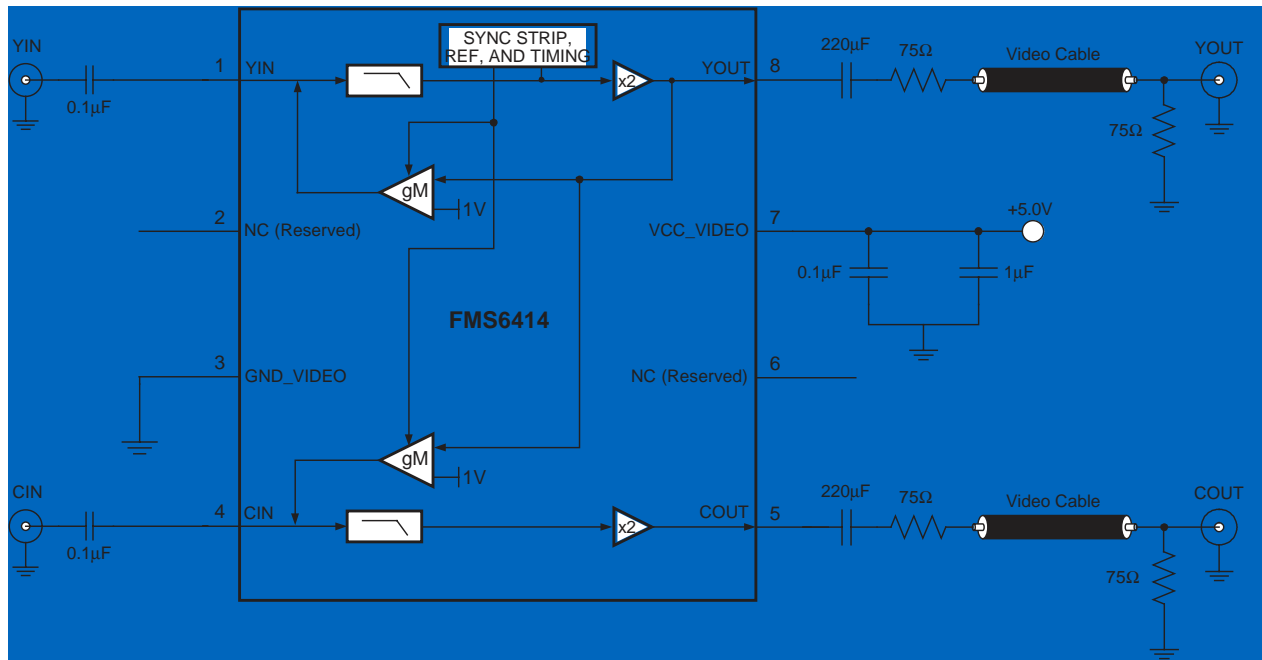 YIN
0.1μF
1
YIN
SYNC STRIP,
REF, AND TIMING
x2
YOUT
8
220μF
75Ω
Video Cable
YOUT
75Ω
gM
1V
2
NC (Reserved)
VCC_VIDEO
7
+5.0V
0.1μF
1μF
FMS6414
3
GND_VIDEO
NC (Reserved)
6
gM
1V
CIN
0.1μF
4
CIN
x2
COUT
5
220μF
75Ω
Video Cable
COUT
75Ω